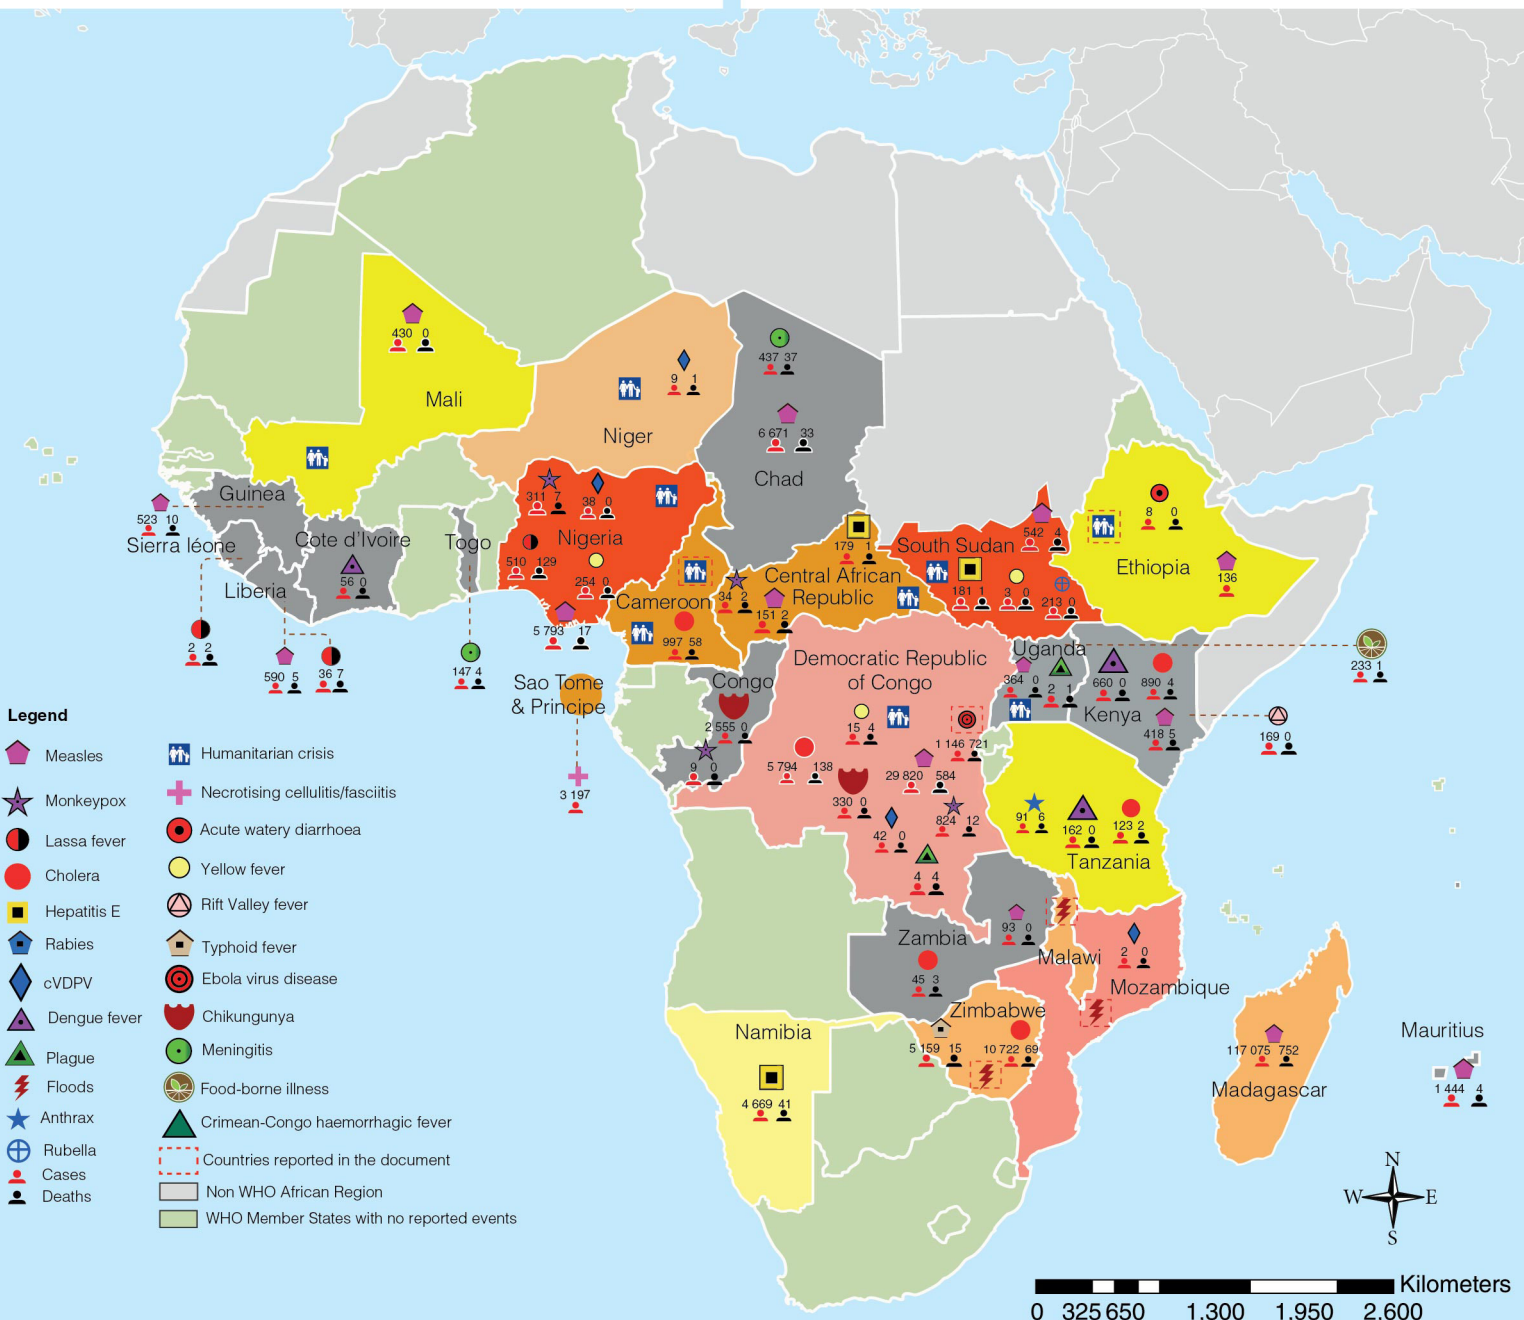 430 0
Mali
9 1
Niger
437 37
6 671 33
Chad
Guinea
523 10
Sierra léone
Cote d'Ivoire
56 0
Togo
Liberia
2 2
590 5
36 7
147 4
311 7
38 0
Nigeria
510 129
254 0
5 793 17
Cameroon
997 58
179 1
Central African
Republic
34 2
151 2
South Sudan
542 4
181 1
3 0
213 0
8 0
Ethiopia
136
Sao Tome
& Principe
3 197
Congo
2 555 0
9 0
Democratic Republic
of Congo
15 4
1 146 721
5 794 138
29 820 584
330 0
824 12
42 0
4 4
Uganda
364 0
2 1
660 0
890 4
Kenya
418 5
233 1
169 0
91 6
162 0
123 2
Tanzania
93 0
Zambia
45 3
Malawi
2 0
Mozambique
Zimbabwe
5 159 15
10 722 69
Namibia
4 669 41
117 075 752
Madagascar
Mauritius
1 444 4
Legend
Measles
Monkeypox
Lassa fever
Cholera
Hepatitis E
Rabies
cVDPV
Dengue fever
Plague
Floods
Anthrax
Rubella
Cases
Deaths
Humanitarian crisis
Necrotising cellulitis/fasciitis
Acute watery diarrhoea
Yellow fever
Rift Valley fever
Typhoid fever
Ebola virus disease
Chikungunya
Meningitis
Food-borne illness
Crimean-Congo haemorrhagic fever
Countries reported in the document
Non WHO African Region
WHO Member States with no reported events
N
W E
S
Kilometers
0 325 650 1.300 1.950 2.600